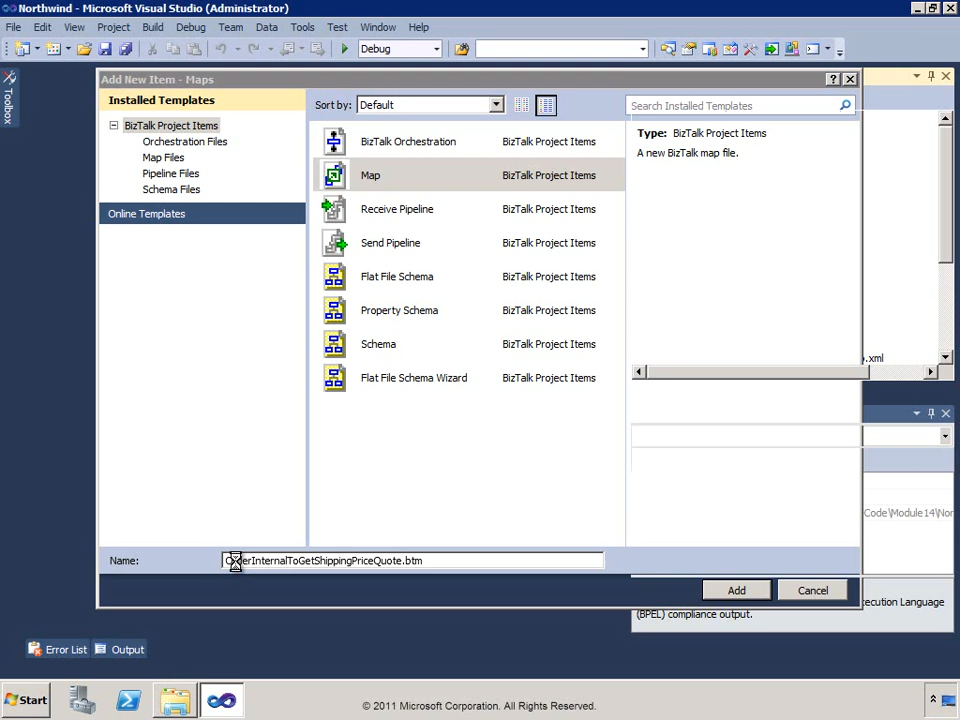 Northwind - Microsoft Visual Studio (Administrator)
File Edit View Project Build Debug Team Data Tools Test Window Help
Debug
Toolbox
Add New Item - Maps
Installed Templates
Sort by: Default
Search Installed Templates
BizTalk Project Items
Orchestration Files
Map Files
Pipeline Files
Schema Files
Online Templates
BizTalk Orchestration BizTalk Project Items
Map BizTalk Project Items
Receive Pipeline BizTalk Project Items
Send Pipeline BizTalk Project Items
Flat File Schema BizTalk Project Items
Property Schema BizTalk Project Items
Schema BizTalk Project Items
Flat File Schema Wizard BizTalk Project Items
Type: BizTalk Project Items
A new BizTalk map file.
.xml
Code\Module14\Nor
ecution Language
(BPEL) compliance output.
Name: OrderInternalToGetShippingPriceQuote.btm
Add Cancel
Error List Output
Start
© 2011 Microsoft Corporation. All Rights Reserved.